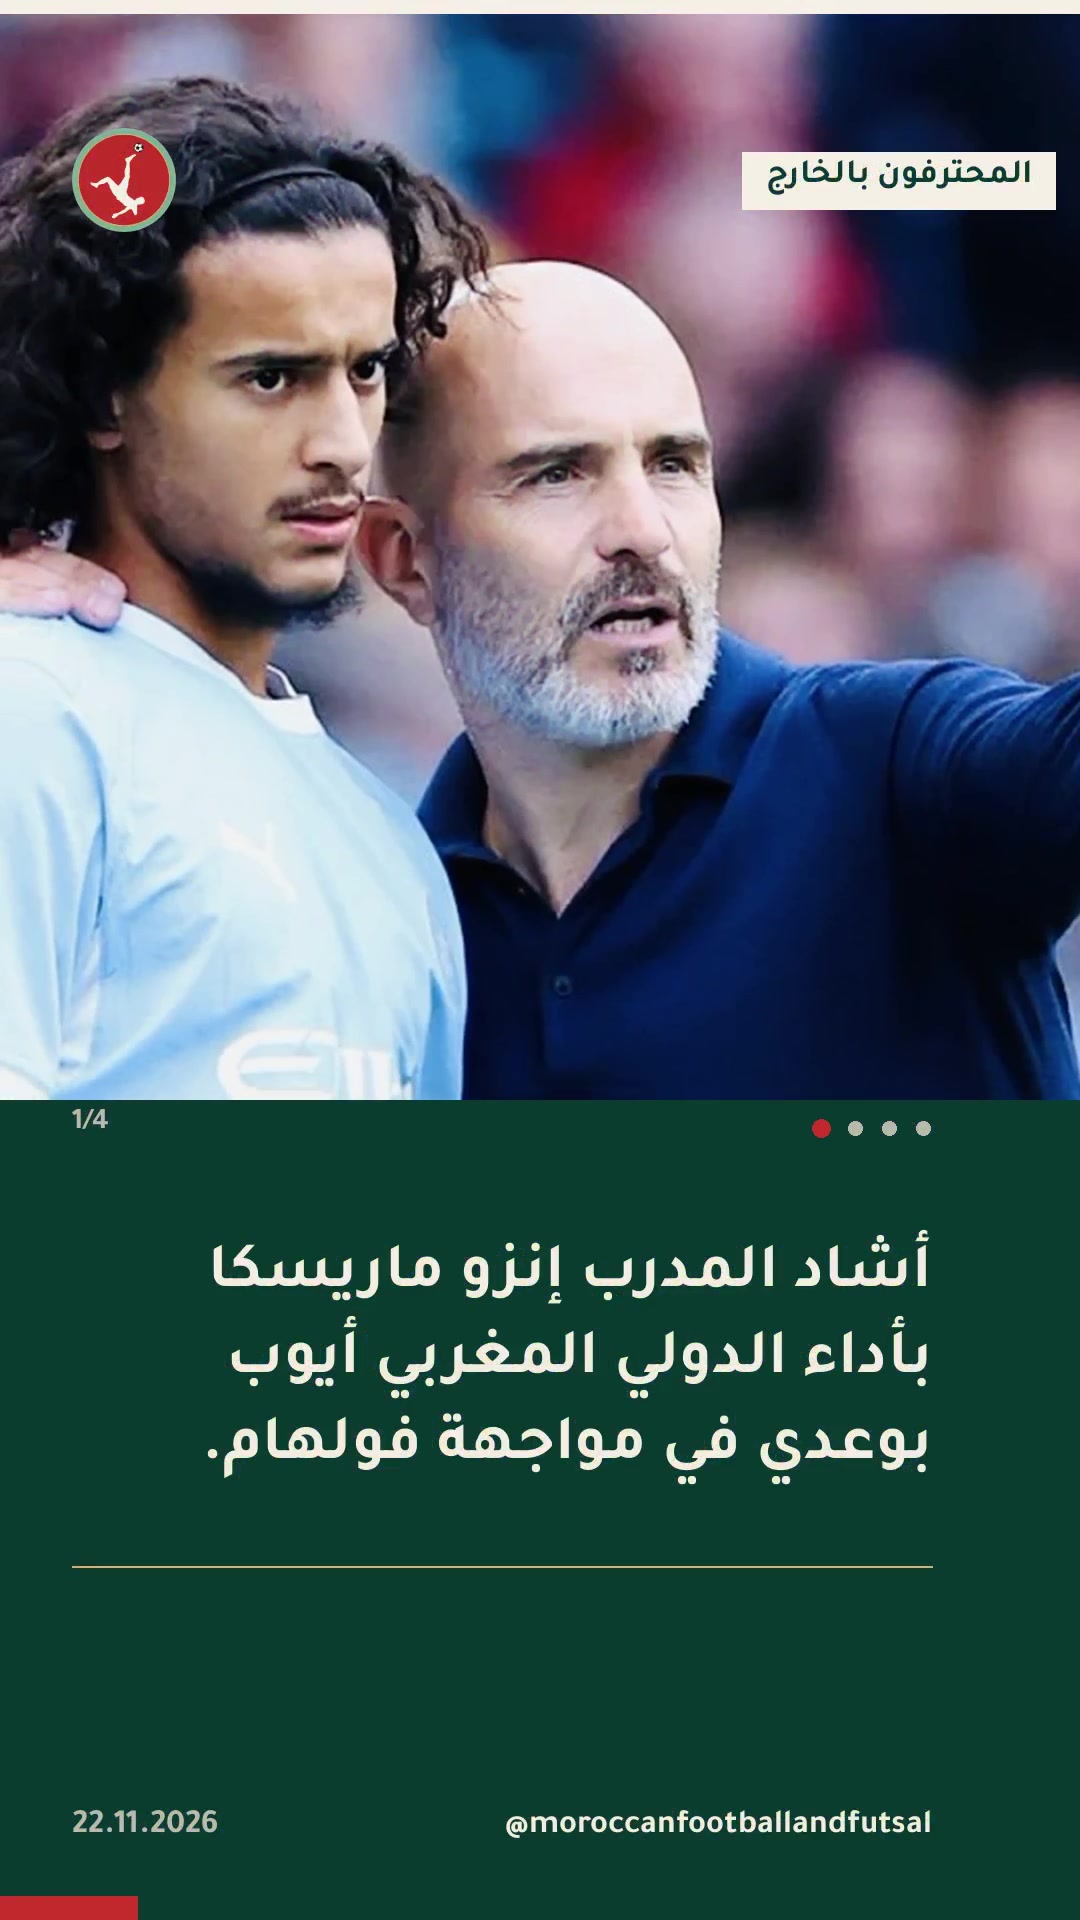 المحترفون بالخارج
1/4
أشاد المدرب إنزو ماريسكا
بأداء الدولي المغربي أيوب
بوعدي في مواجهة فولهام.
22.11.2026
@moroccanfootballandfutsal